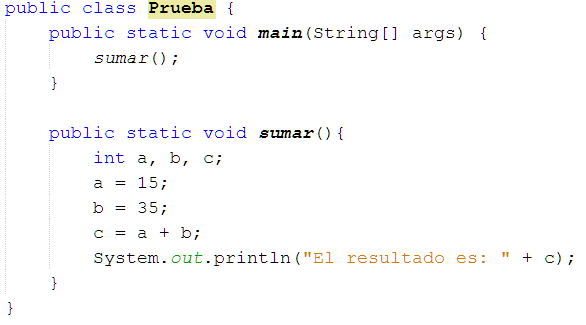 public class Prueba {
    public static void main(String[] args) {
        sumar();
    }

    public static void sumar(){
        int a, b, c;
        a = 15;
        b = 35;
        c = a + b;
        System.out.println("El resultado es: " + c);
    }
}